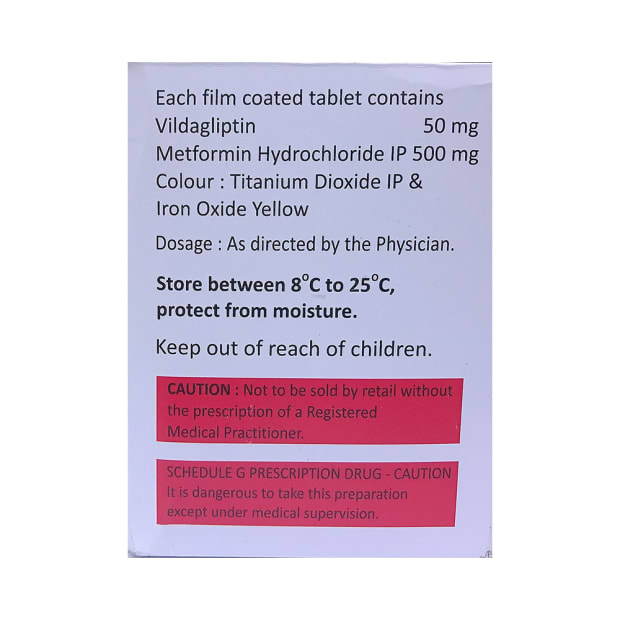 Each film coated tablet contains
Vildagliptin 50 mg
Metformin Hydrochloride IP 500 mg
Colour : Titanium Dioxide IP &
Iron Oxide Yellow
Dosage : As directed by the Physician.
Store between 8°C to 25°C,
protect from moisture.
Keep out of reach of children.
CAUTION : Not to be sold by retail without
the prescription of a Registered
Medical Practitioner.
SCHEDULE G PRESCRIPTION DRUG - CAUTION
It is dangerous to take this preparation
except under medical supervision.